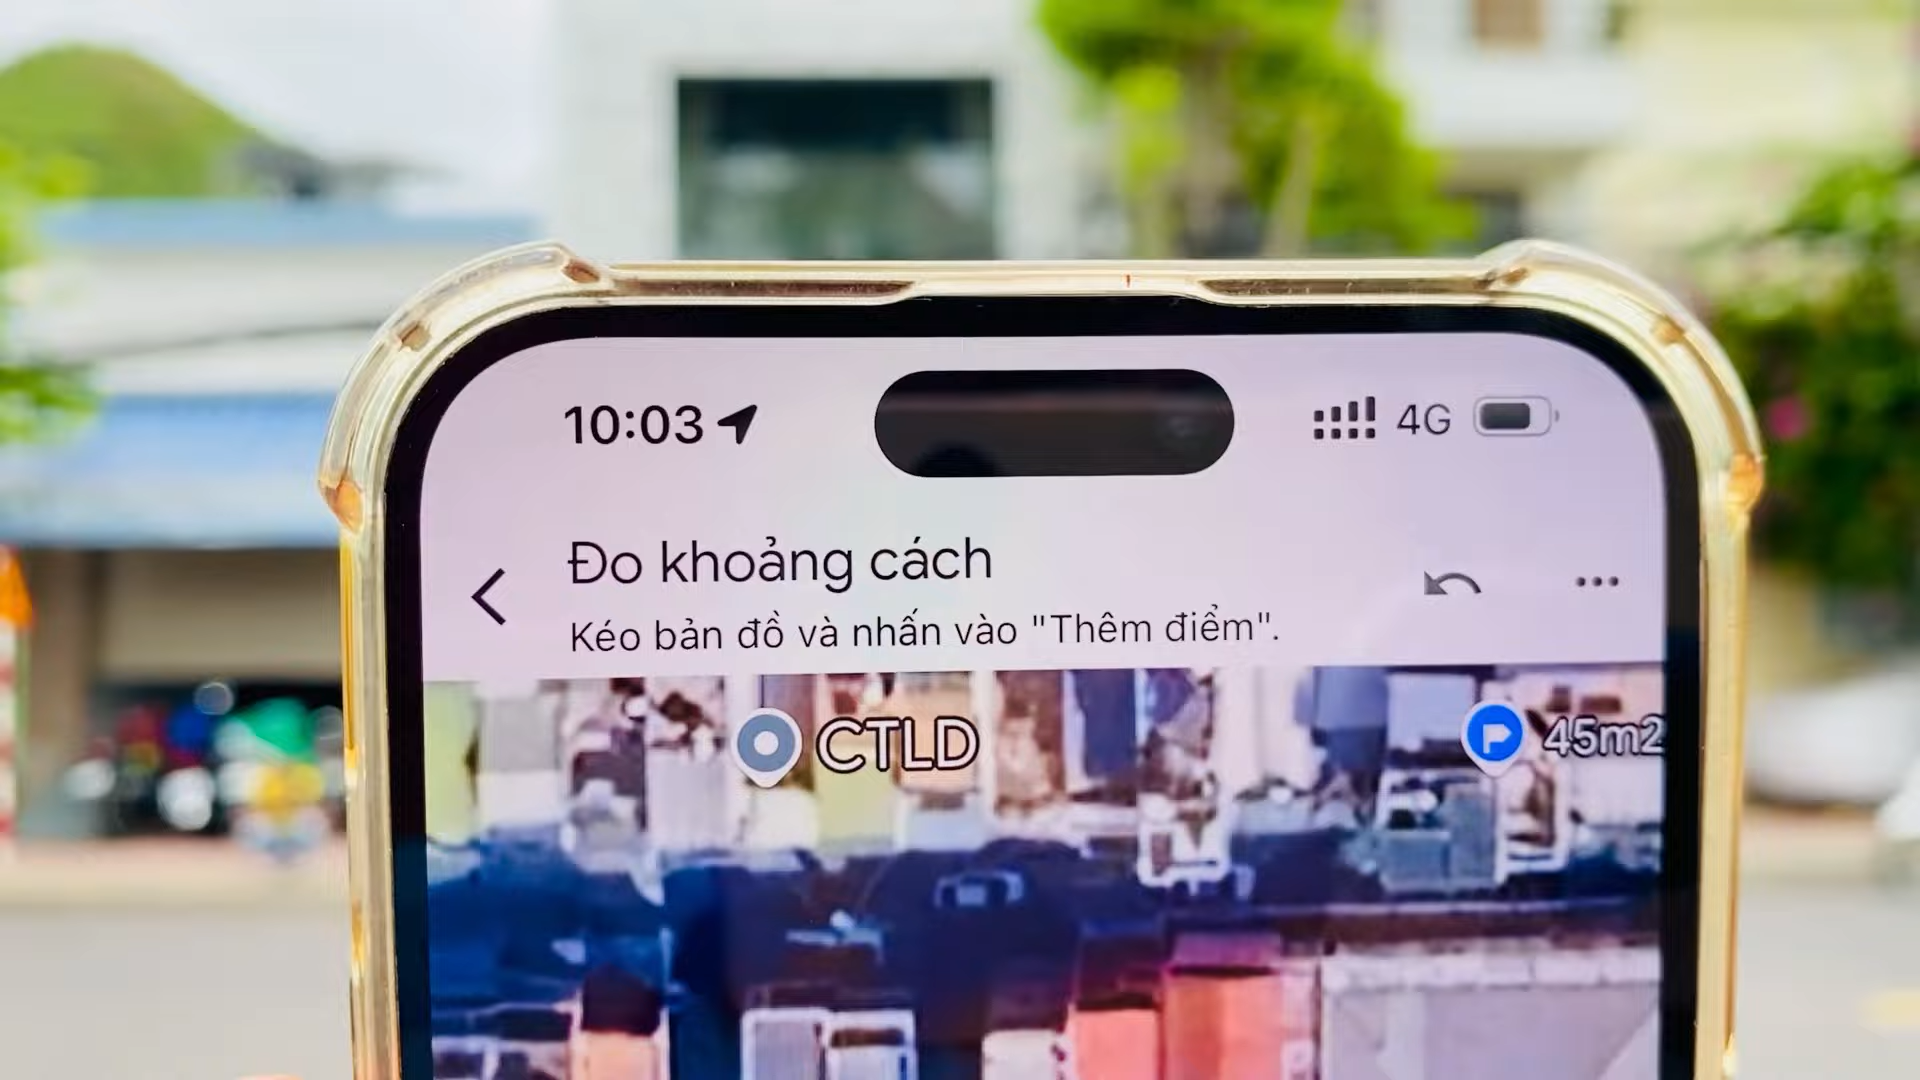 10:03
4G
Đo khoảng cách
Kéo bản đồ và nhấn vào "Thêm điểm".
CTLD
45m2